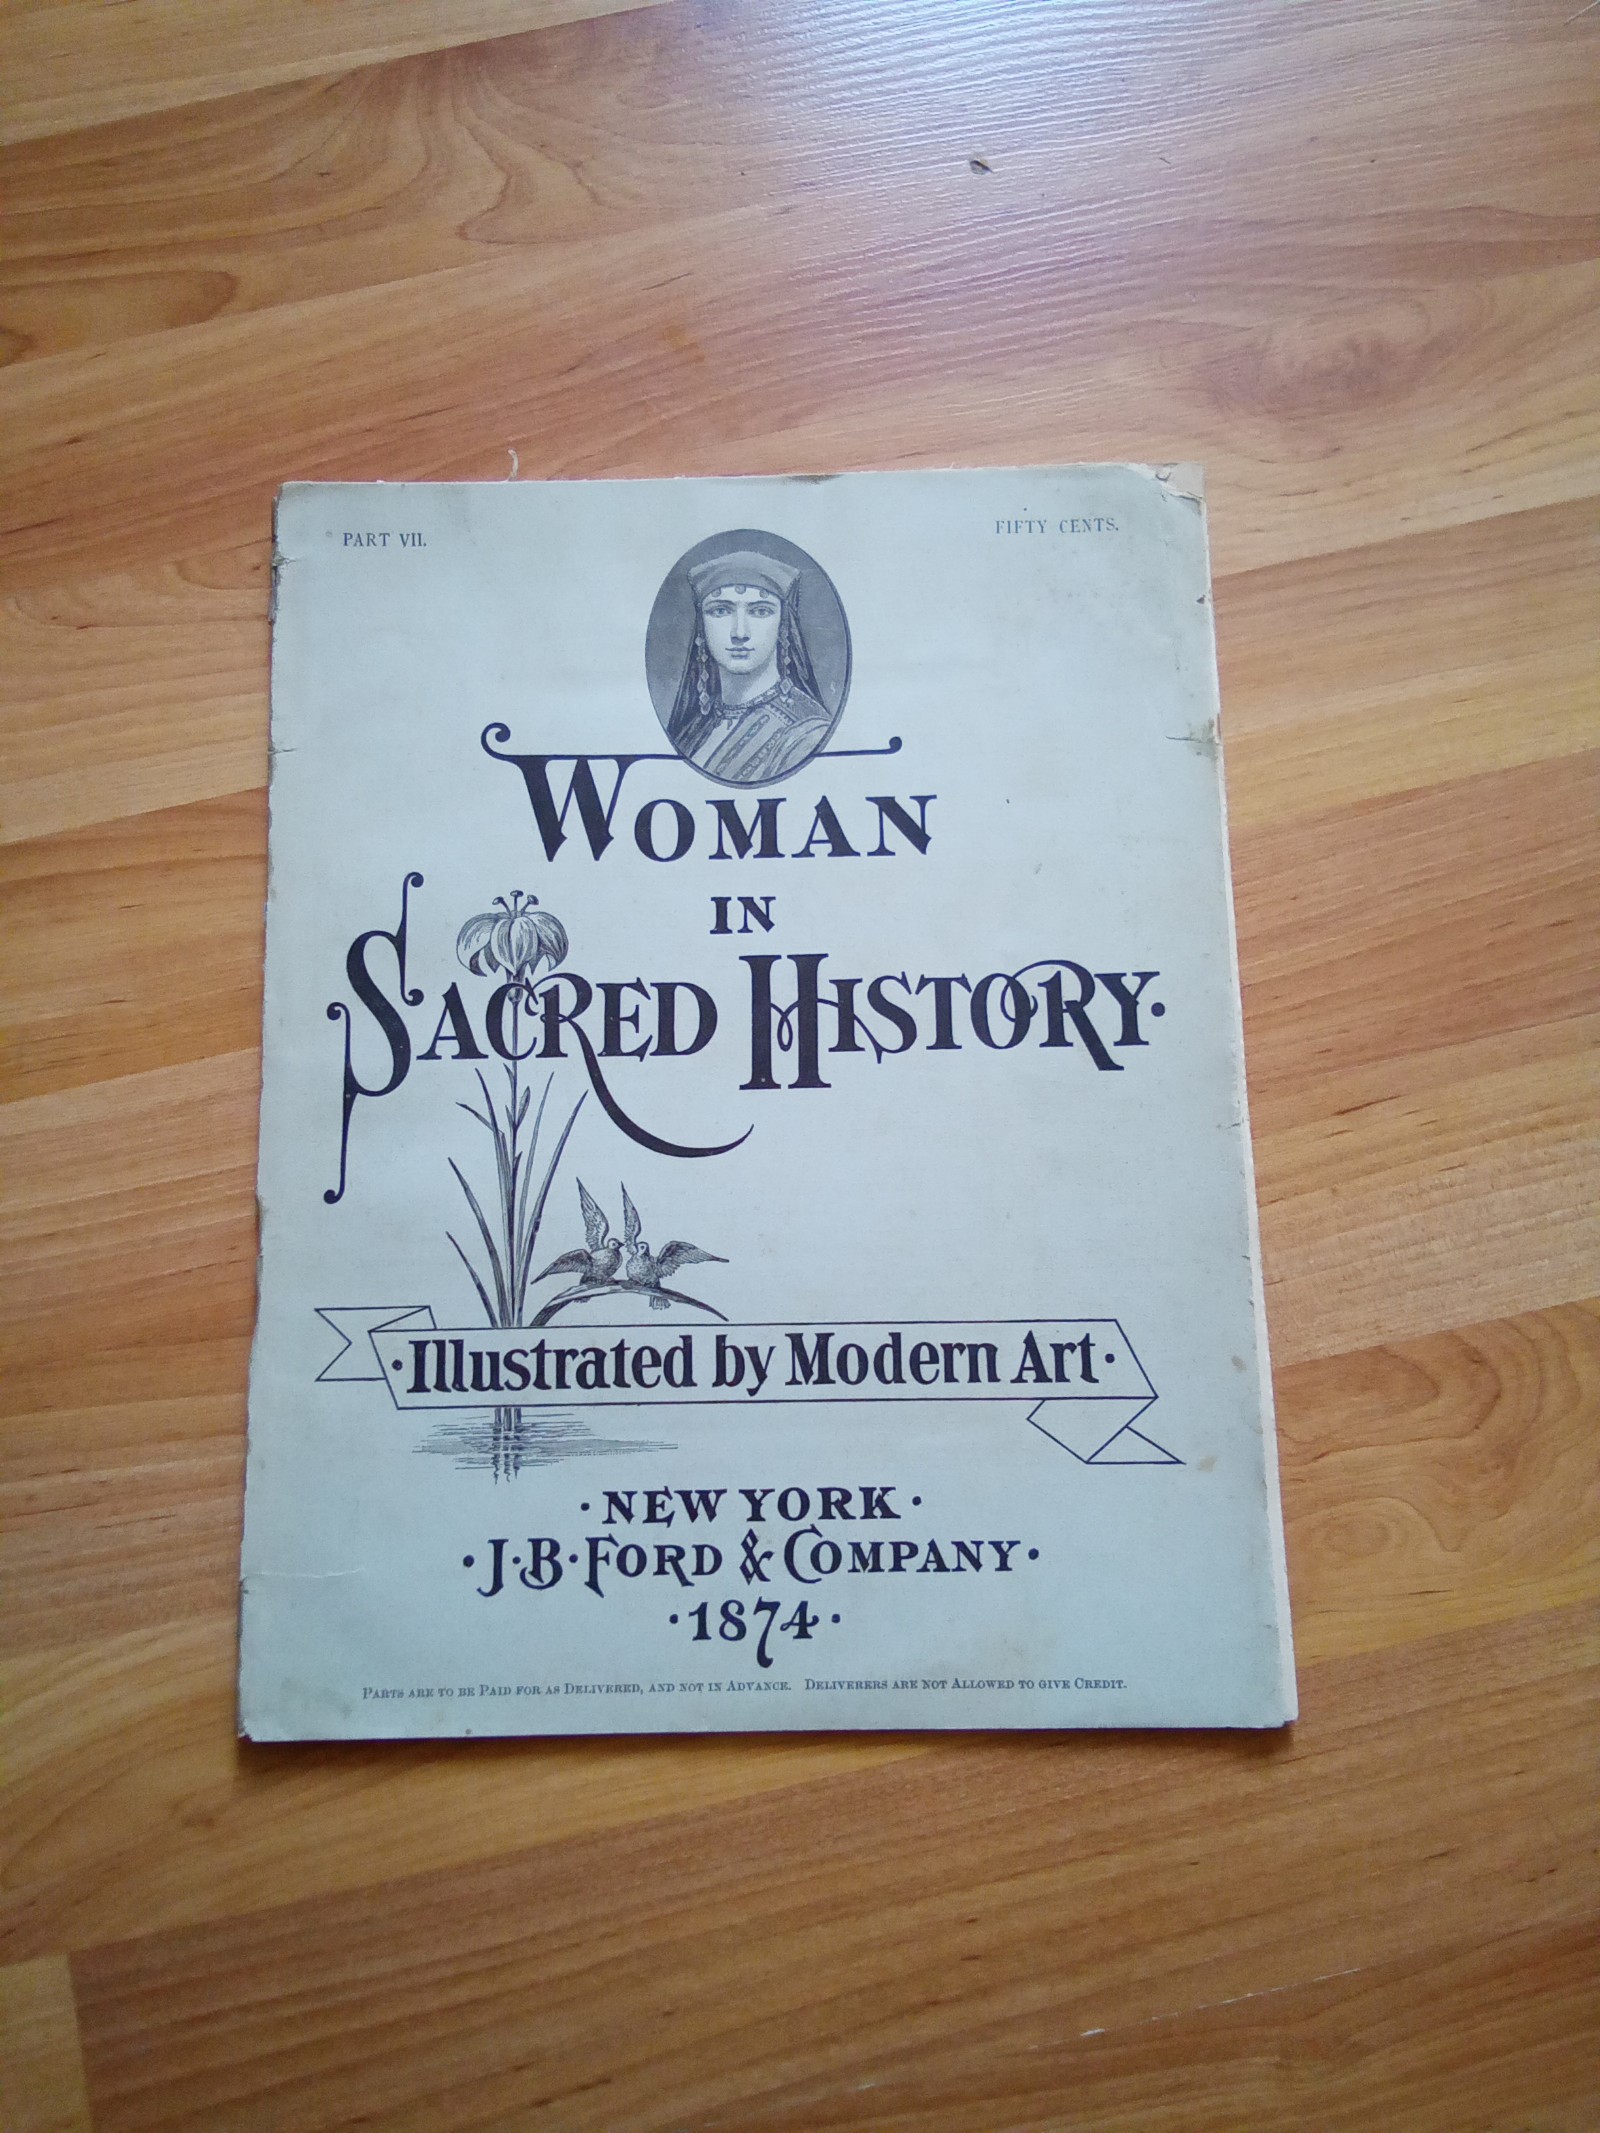 PART VII.
FIFTY CENTS.
WOMAN
IN
SACRED HISTORY·
·Illustrated by Modern Art·
·NEW YORK·
·J·B·FORD & COMPANY·
·1874·
PARTS ARE TO BE PAID FOR AS DELIVERED, AND NOT IN ADVANCE. DELIVERERS ARE NOT ALLOWED TO GIVE CREDIT.